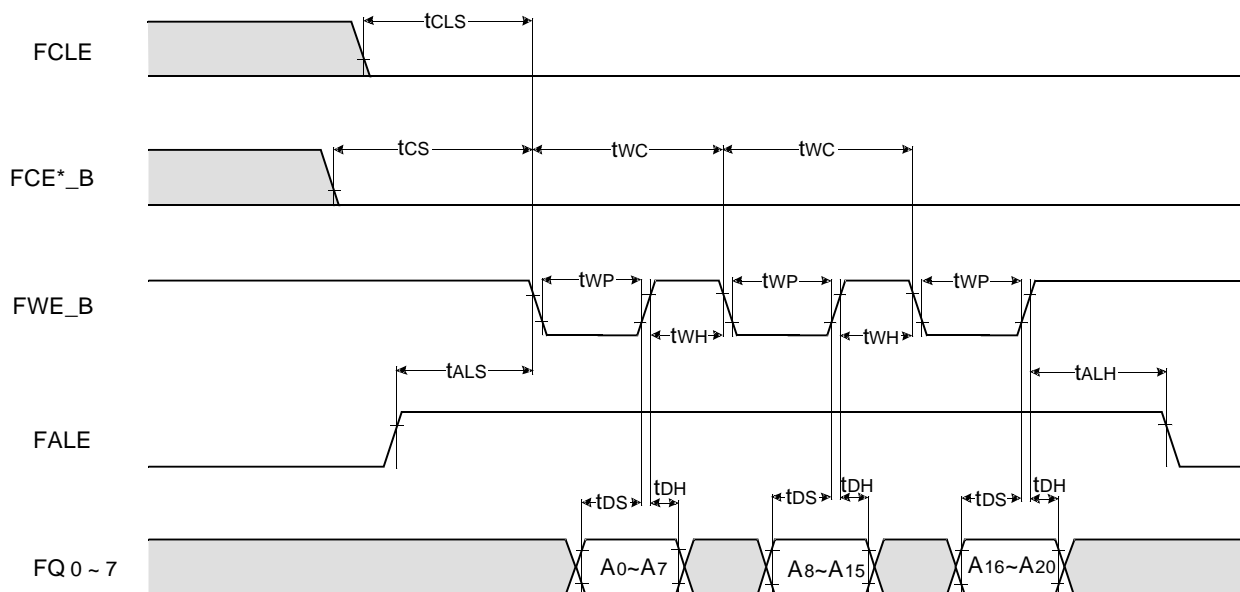 tCLS
FCLE
tCS tWC tWC
FCE*_B
tWP tWP tWP
FWE_B
tWH tWH
tALS tALH
FALE
tDS tDH tDS tDH tDS tDH
FQ 0 ~ 7 A0~A7 A8~A15 A16~A20